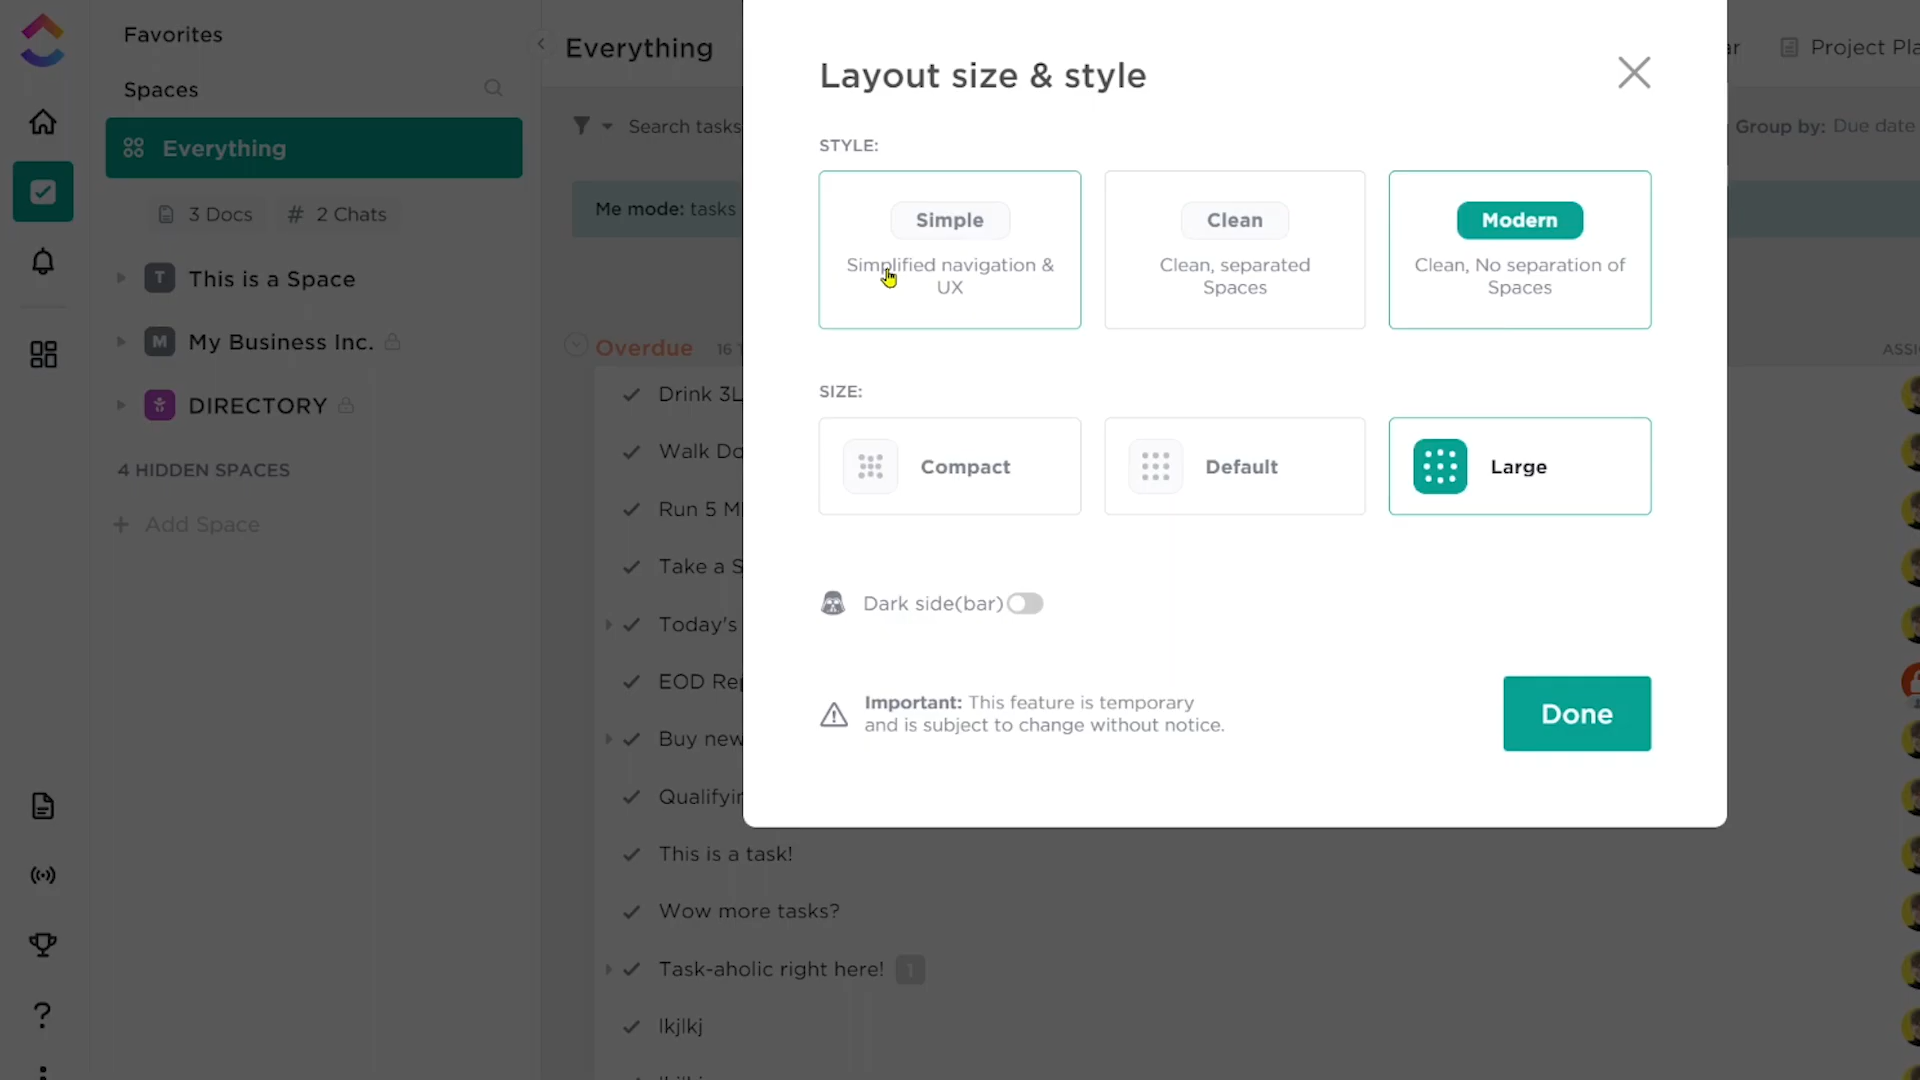 Favorites
Spaces
Everything
3 Docs
# 2 Chats
T This is a Space
M My Business Inc.
DIRECTORY
4 HIDDEN SPACES
+ Add Space
?
Everything
Project Pla
Search tasks
Group by: Due date
Me mode: tasks
Overdue 16
ASSI
Drink 3L
Walk Do
Run 5 M
Take a S
Today's
EOD Rep
Buy new
Qualifyin
This is a task!
Wow more tasks?
Task-aholic right here! 1
lkjlkj
Layout size & style
STYLE:
Simple
Simplified navigation &
UX
Clean
Clean, separated
Spaces
Modern
Clean, No separation of
Spaces
SIZE:
Compact
Default
Large
Dark side(bar)
Important: This feature is temporary
and is subject to change without notice.
Done